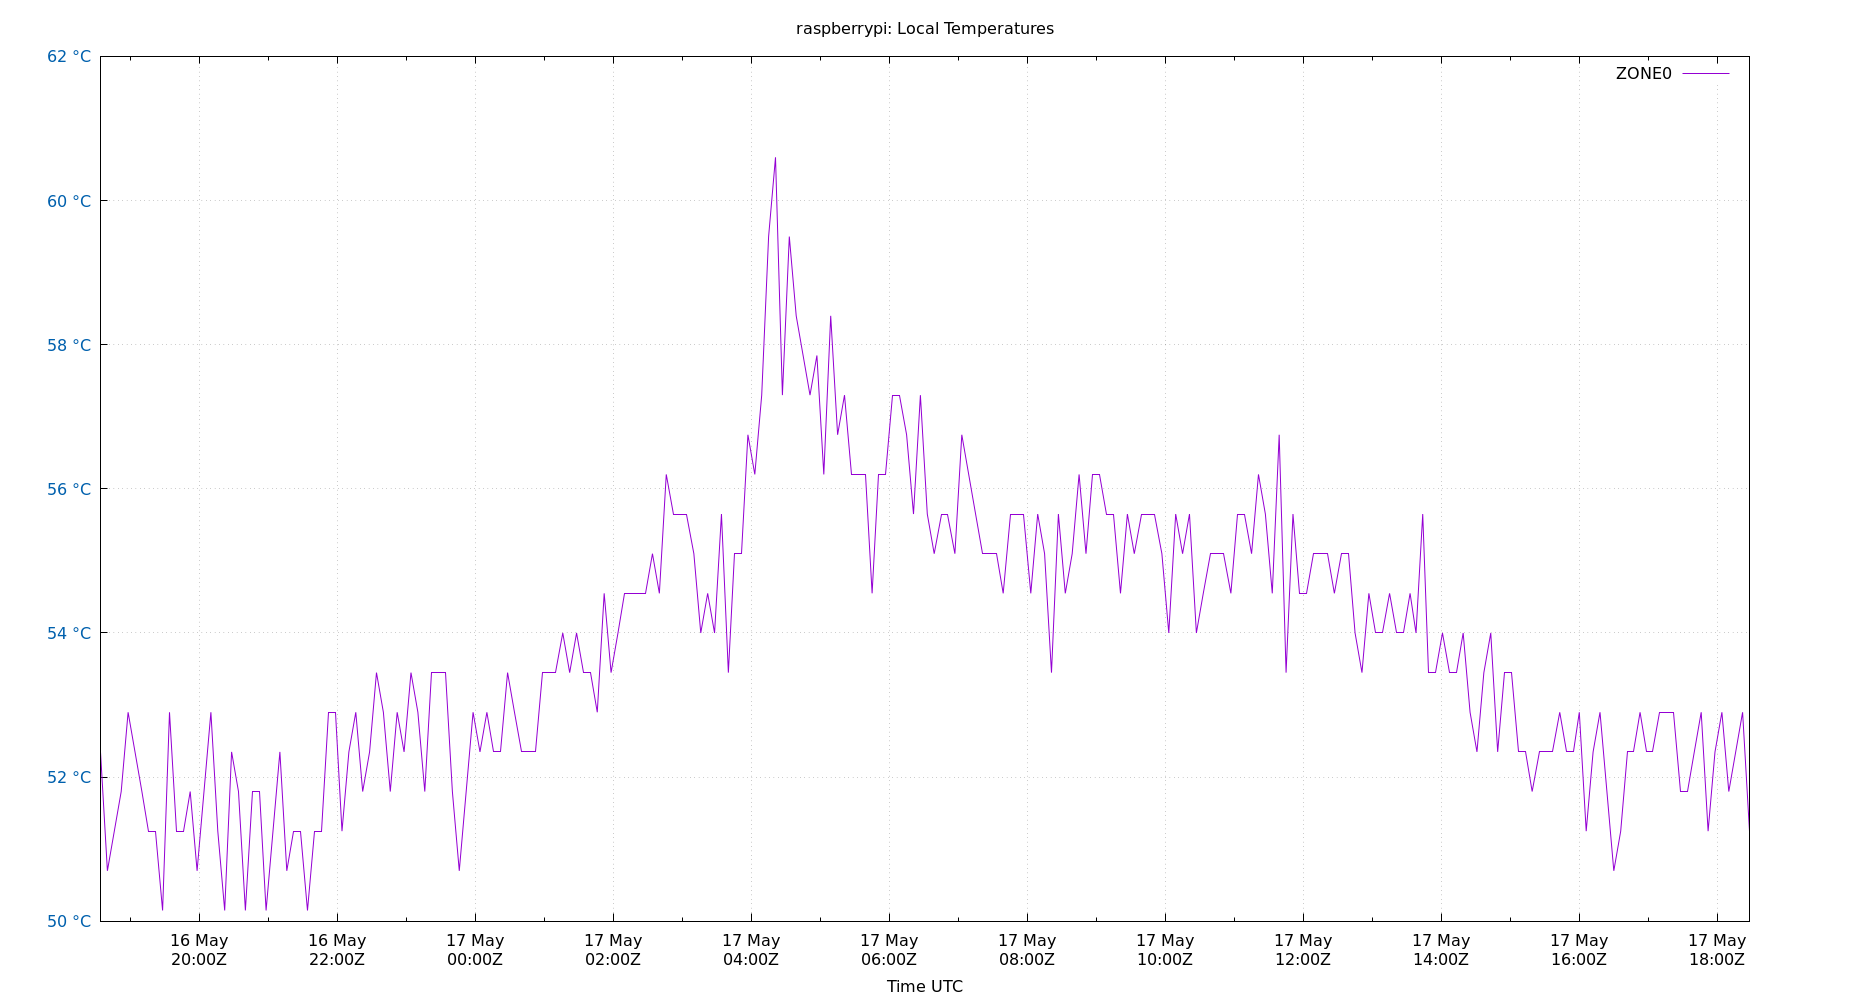 raspberrypi: Local Temperatures
62 °C
ZONE0
60 °C
58 °C
56 °C
54 °C
52 °C
50 °C
16 May 16 May 17 May 17 May 17 May 17 May 17 May 17 May 17 May 17 May 17 May 17 May
20:00Z 22:00Z 00:00Z 02:00Z 04:00Z 06:00Z 08:00Z 10:00Z 12:00Z 14:00Z 16:00Z 18:00Z
Time UTC